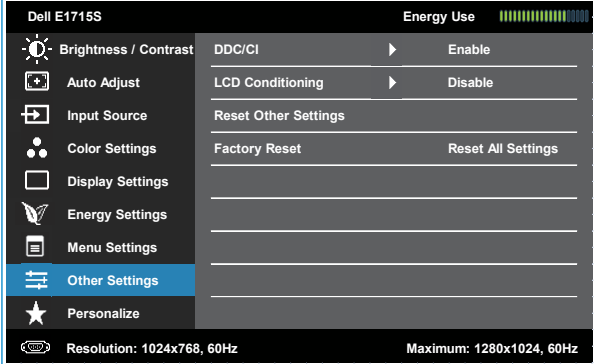 Dell E1715S Energy Use
Brightness / Contrast DDC/CI Enable
Auto Adjust LCD Conditioning Disable
Input Source Reset Other Settings
Color Settings Factory Reset Reset All Settings
Display Settings
Energy Settings
Menu Settings
Other Settings
Personalize
Resolution: 1024x768, 60Hz Maximum: 1280x1024, 60Hz